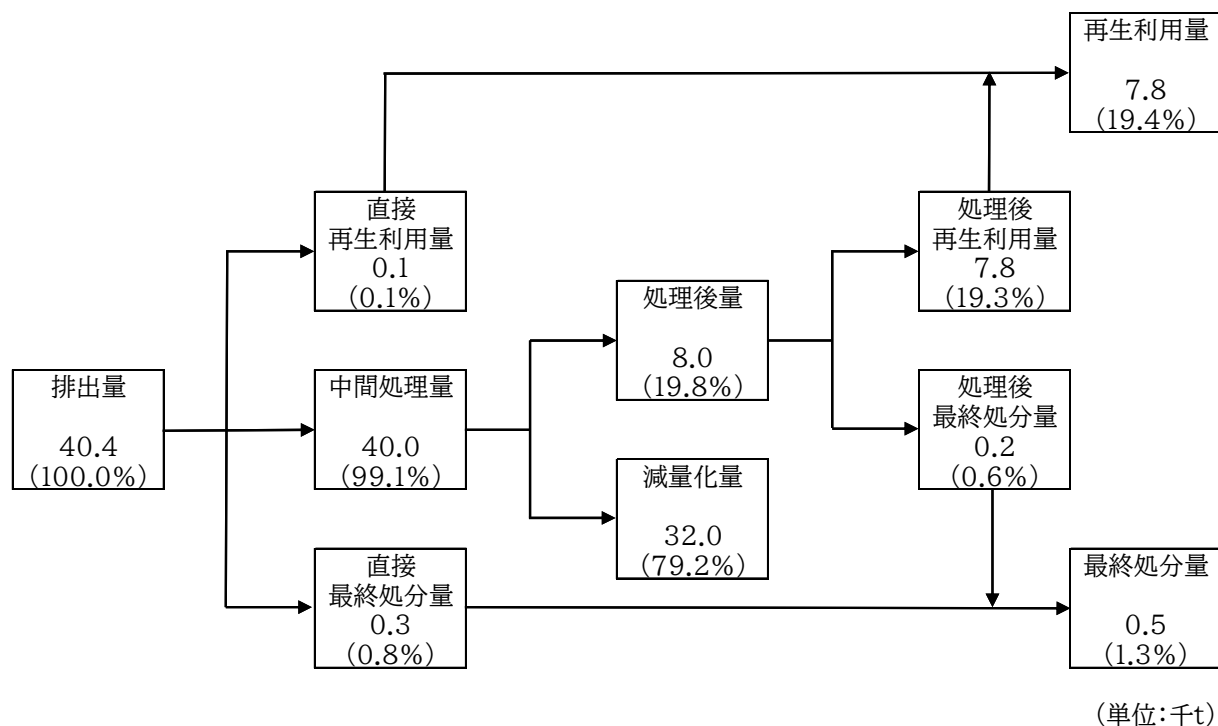 再生利用量
7.8
(19.4%)
直接
再生利用量
0.1
(0.1%)
処理後
再生利用量
7.8
(19.3%)
処理後量
8.0
(19.8%)
排出量
40.4
(100.0%)
中間処理量
40.0
(99.1%)
処理後
最終処分量
0.2
(0.6%)
減量化量
32.0
(79.2%)
直接
最終処分量
0.3
(0.8%)
最終処分量
0.5
(1.3%)
(単位:千t)